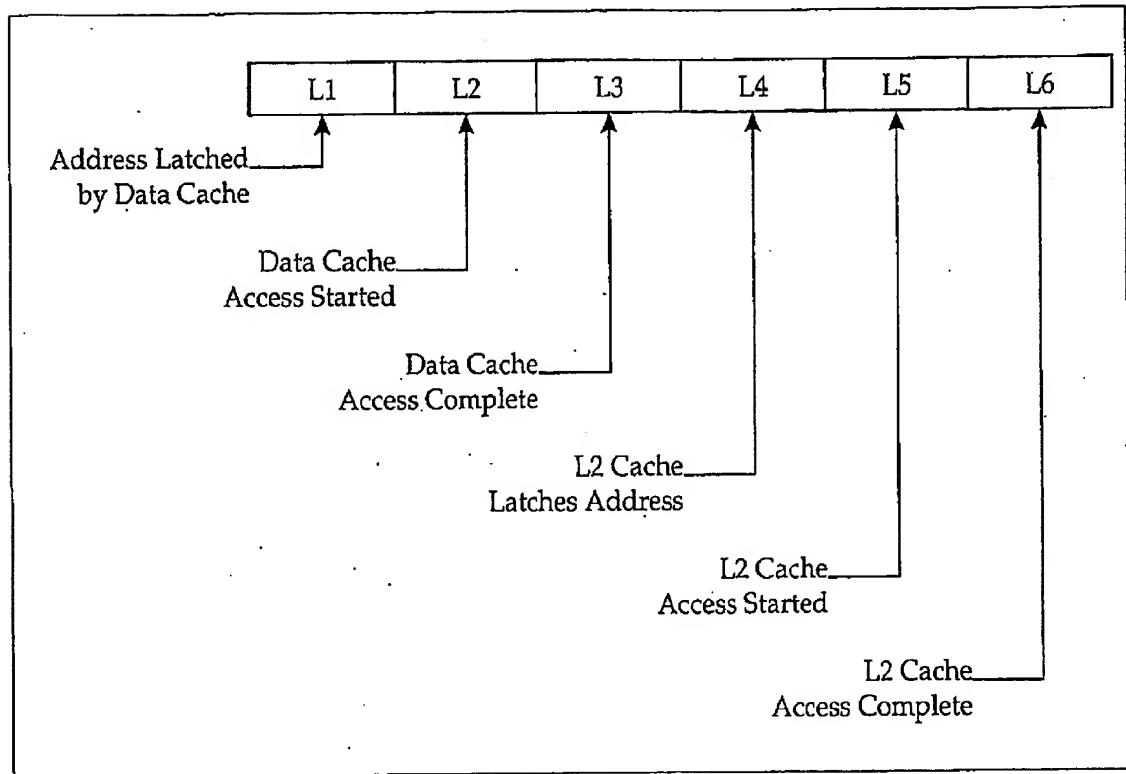 L1 L2 L3 L4 L5 L6
Address Latched
by Data Cache
Data Cache
Access Started
Data Cache
Access Complete
L2 Cache
Latches Address
L2 Cache
Access Started
L2 Cache
Access Complete